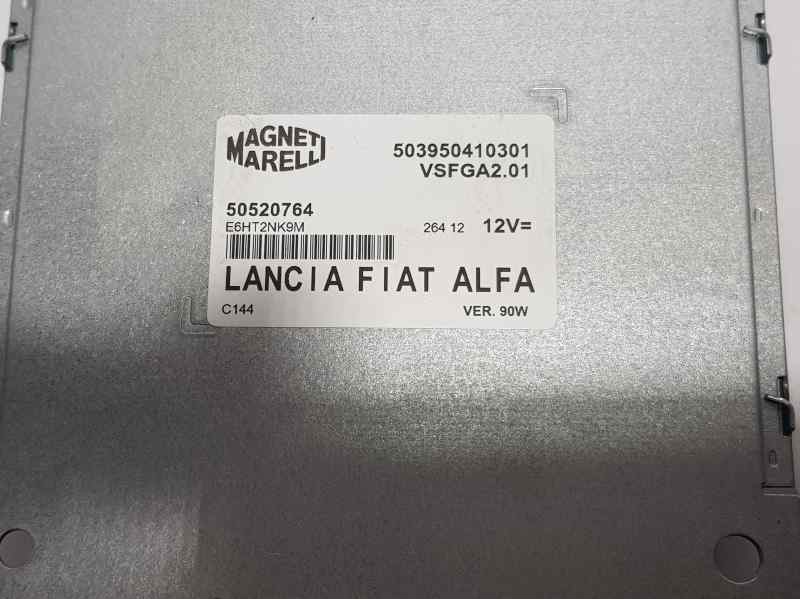 MAGNETI
MARELLI
503950410301
VSFGA2.01
50520764
E6HT2NK9M
264 12 12V=
LANCIA FIAT ALFA
C144 VER. 90W